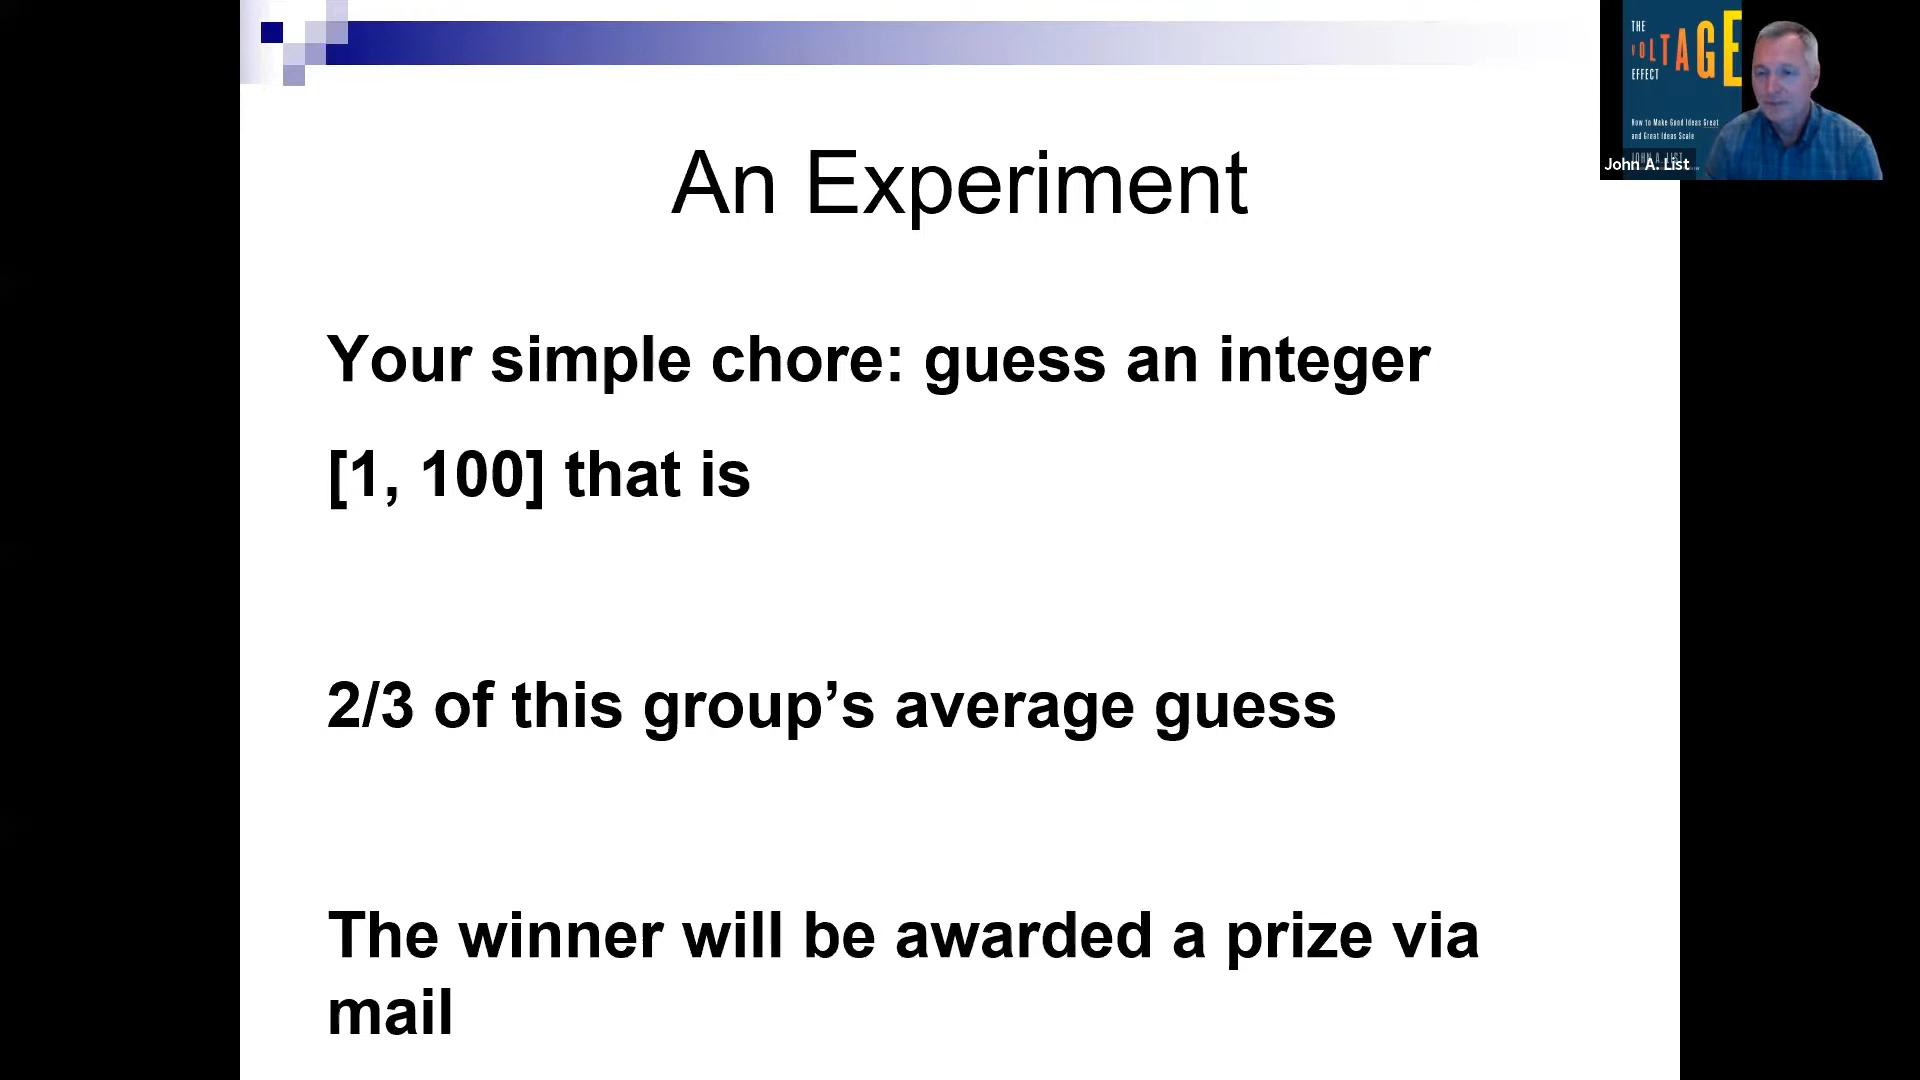 An Experiment
Your simple chore: guess an integer
[1, 100] that is
2/3 of this group’s average guess
The winner will be awarded a prize via
mail
THE
VOLTAGE
EFFECT
How to Make Good Ideas Great
and Great Ideas Scale
John A. List